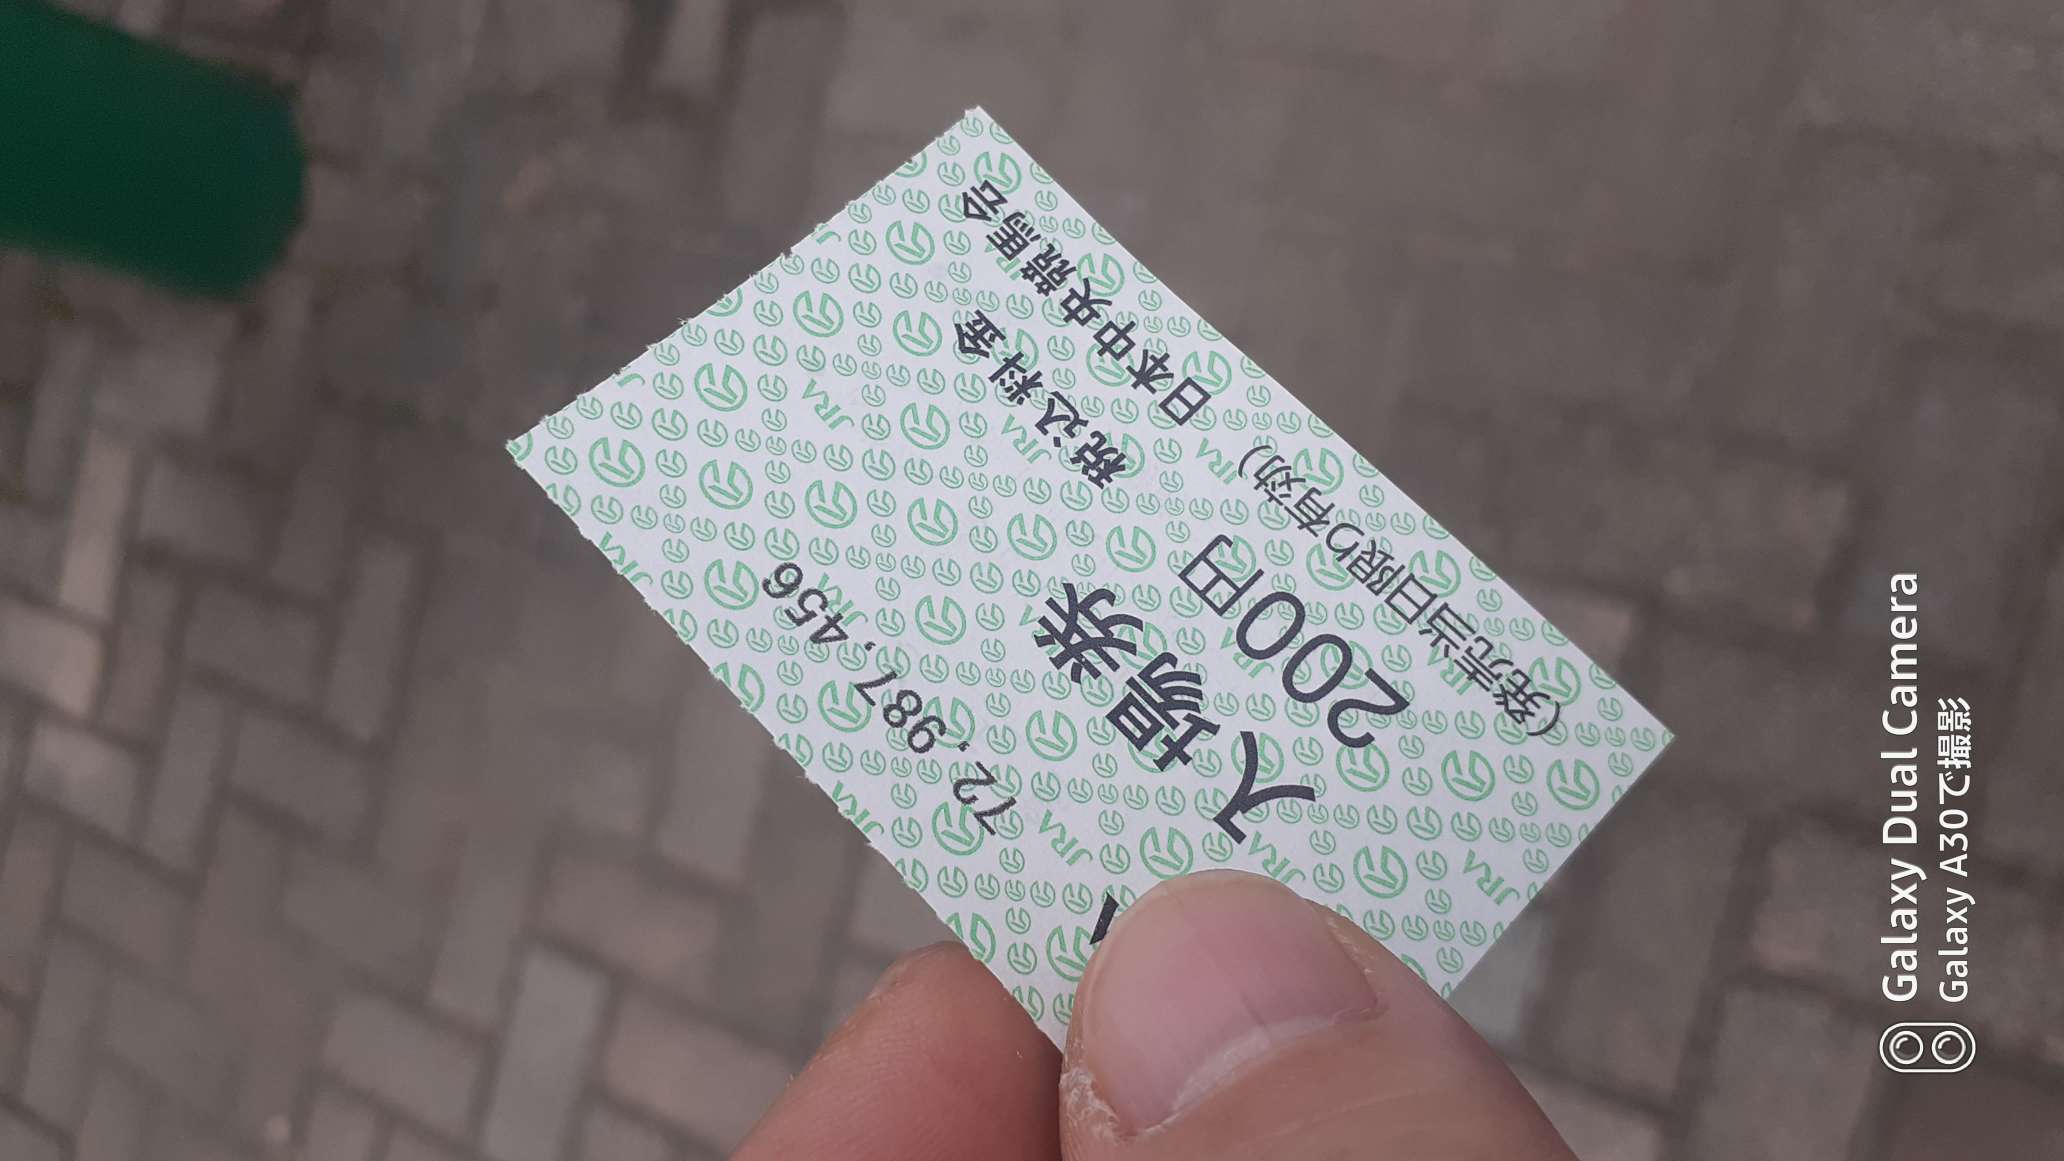 72,987,456
入場券
200円
(発売当日限り有効)
税込料金
日本中央競馬会
JRA
Galaxy Dual Camera
Galaxy A30で撮影